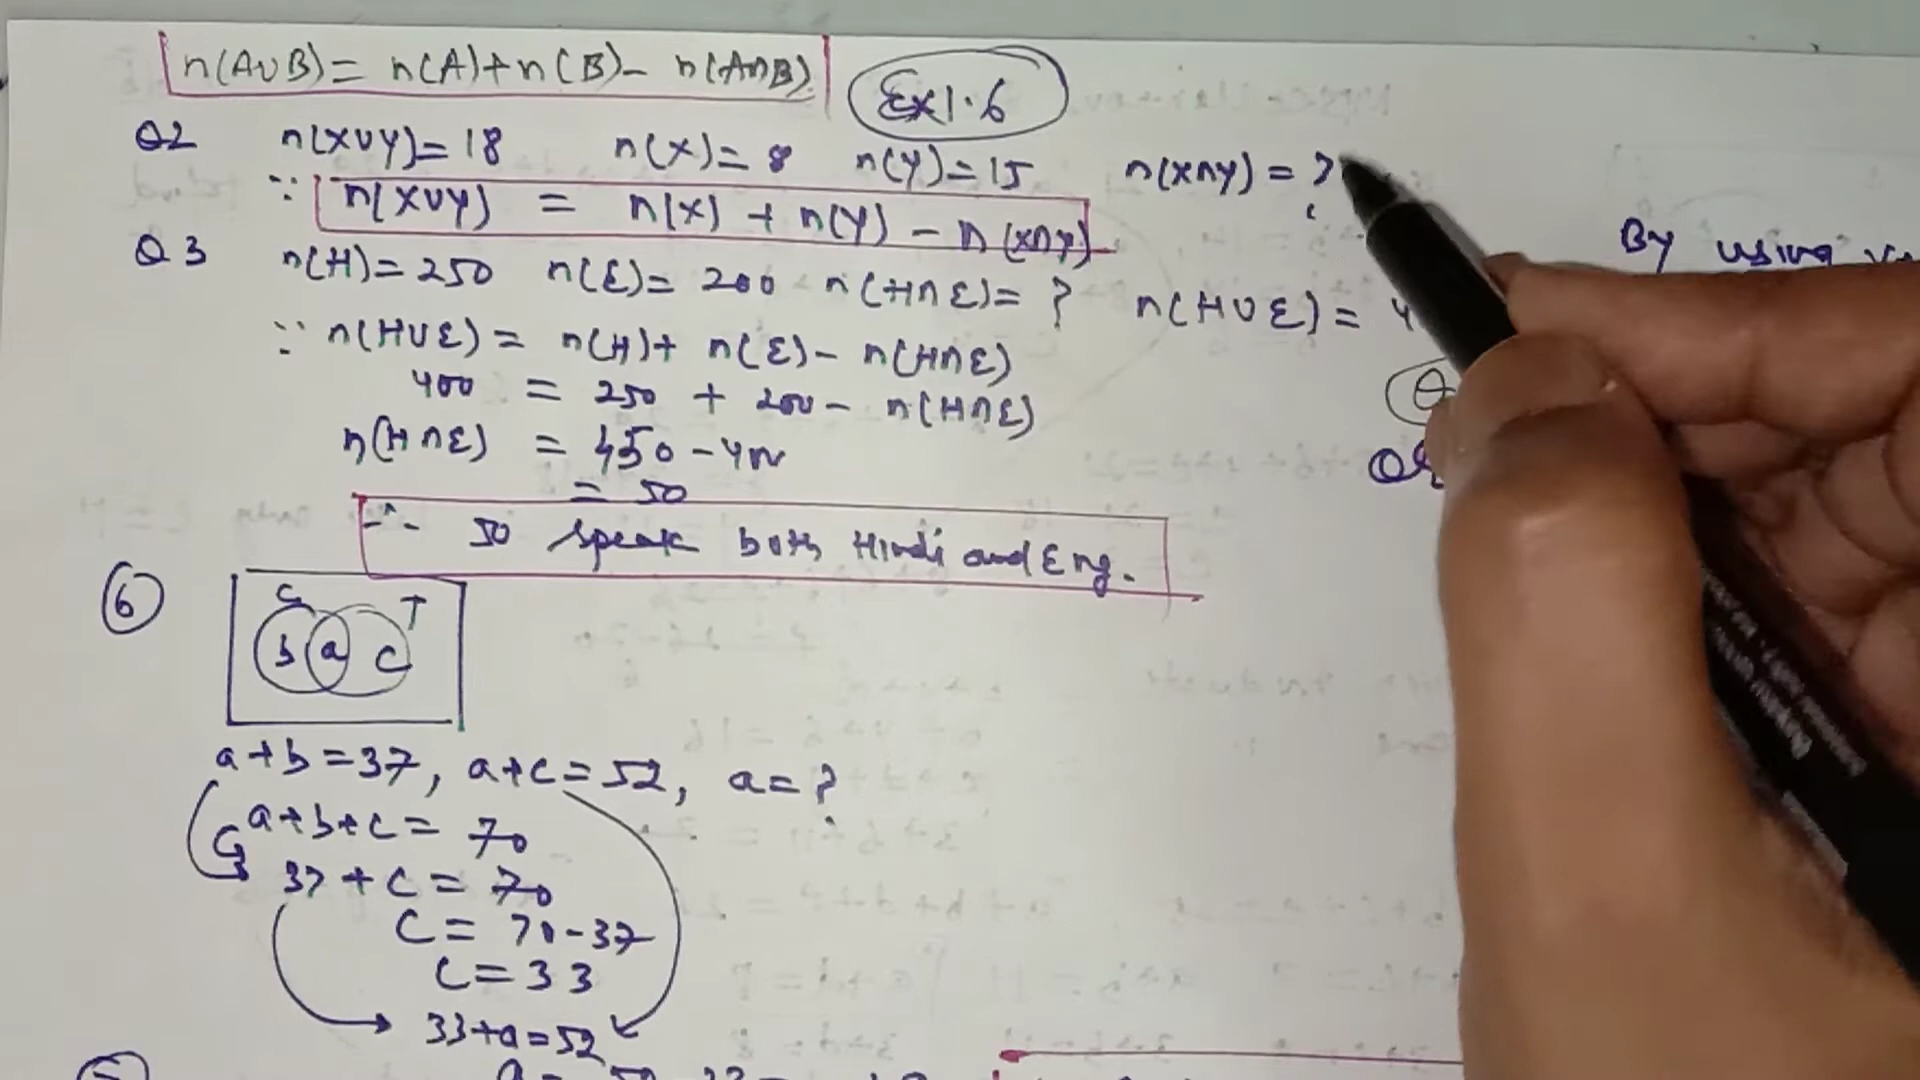 n(A∪B) = n(A)+n(B)- n(A∩B)
Ex 1.6
Q2 n(X∪Y)=18 n(X)=8 n(Y)=15 n(X∩Y) = ?
∵ n(X∪Y) = n(X) + n(Y) - n(X∩Y)
By using
Q3 n(H)=250 n(E)= 200 n(H∩E)= ? n(H∪E) = 4
∵ n(H∪E) = n(H)+ n(E)- n(H∩E)
400 = 250 + 200 - n(H∩E)
n(H∩E) = 450-400
= 50
∴ 50 speak both Hindi and Eng.
6
C T
b a c
a+b=37, a+c=52, a=?
a+b+c= 70
37 + c = 70
c = 70-37
c=33
33+a=52